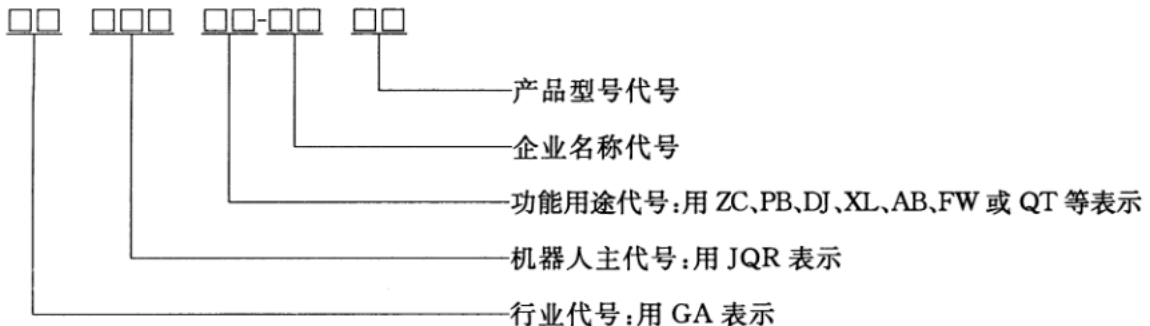 □□ □□□ □□-□□ □□
产品型号代号
企业名称代号
功能用途代号:用 ZC、PB、DJ、XL、AB、FW 或 QT 等表示
机器人主代号:用 JQR 表示
行业代号:用 GA 表示